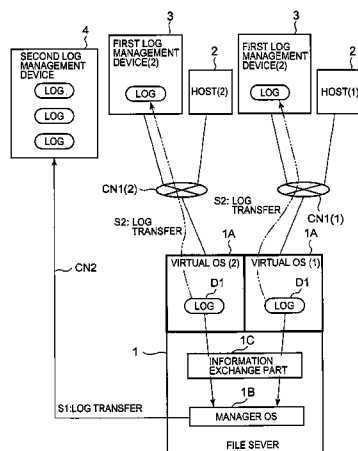 4
SECOND LOG
MANAGEMENT
DEVICE
LOG
LOG
LOG
3
FIRST LOG
MANAGEMENT
DEVICE(2)
LOG
2
HOST(2)
3
FIRST LOG
MANAGEMENT
DEVICE(2)
LOG
2
HOST(1)
CN1(2)
CN1(1)
S2: LOG
TRANSFER
S2: LOG
TRANSFER
1A
1A
VIRTUAL OS (2)
VIRTUAL OS (1)
D1
LOG
D1
LOG
CN2
1
1C
INFORMATION
EXCHANGE PART
1B
MANAGER OS
S1:LOG TRANSFER
FILE SEVER